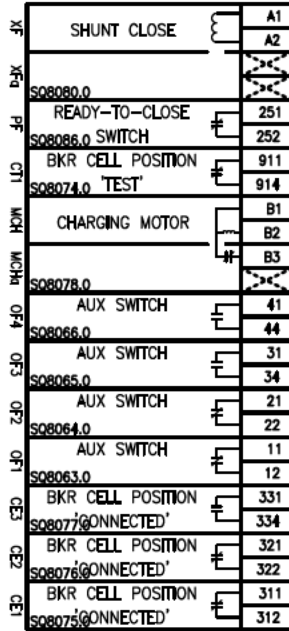 XF
SHUNT CLOSE
A1
A2
XFq
SQ8080.0
PF
READY-TO-CLOSE
SWITCH
SQ8086.0
251
252
CT1
BKR CELL POSITION
'TEST'
SQ8074.0
911
914
MCH
CHARGING MOTOR
B1
B2
B3
MCHq
SQ8078.0
OF4
AUX SWITCH
SQ8066.0
41
44
OF3
AUX SWITCH
SQ8065.0
31
34
OF2
AUX SWITCH
SQ8064.0
21
22
OF1
AUX SWITCH
SQ8063.0
11
12
CE3
BKR CELL POSITION
'CONNECTED'
SQ8077.0
331
334
CE2
BKR CELL POSITION
'CONNECTED'
SQ8076.0
321
322
CE1
BKR CELL POSITION
'CONNECTED'
SQ8075.0
311
312